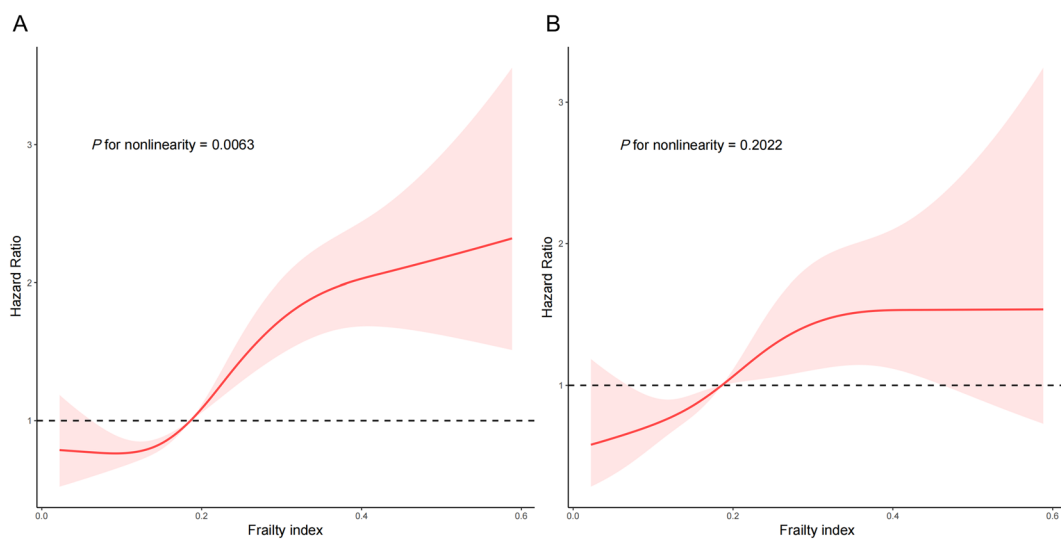 A
P for nonlinearity = 0.0063
3
2
1
Hazard Ratio
0.0
0.2
0.4
0.6
Frailty index
B
P for nonlinearity = 0.2022
3
2
1
Hazard Ratio
0.0
0.2
0.4
0.6
Frailty index